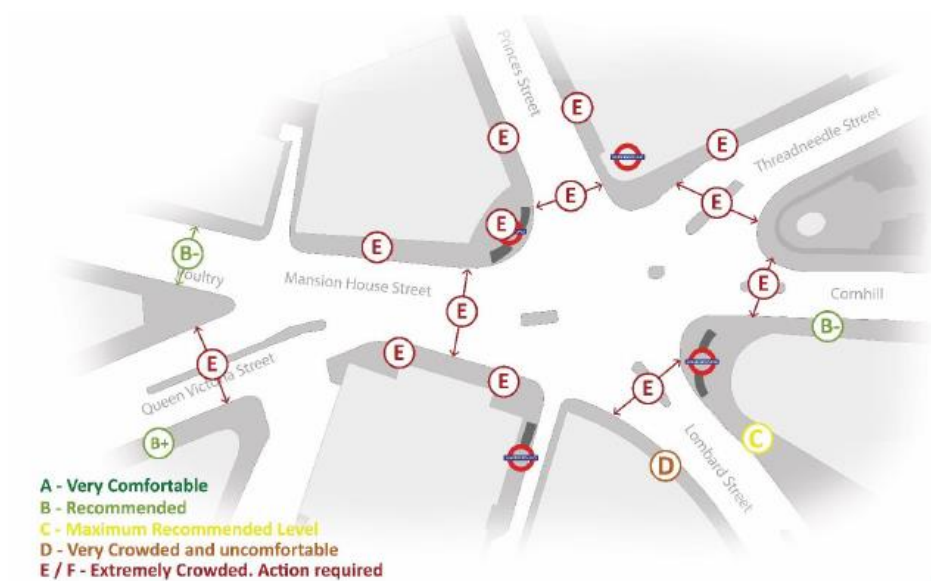 Princes Street
E
E
E
Threadneedle Street
E
E
E
B-
E
Poultry
Mansion House Street
E
E
Cornhill
B-
E
E
E
E
E
Queen Victoria Street
B+
C
D
Lombard Street
A - Very Comfortable
B - Recommended
C - Maximum Recommended Level
D - Very Crowded and uncomfortable
E / F - Extremely Crowded. Action required